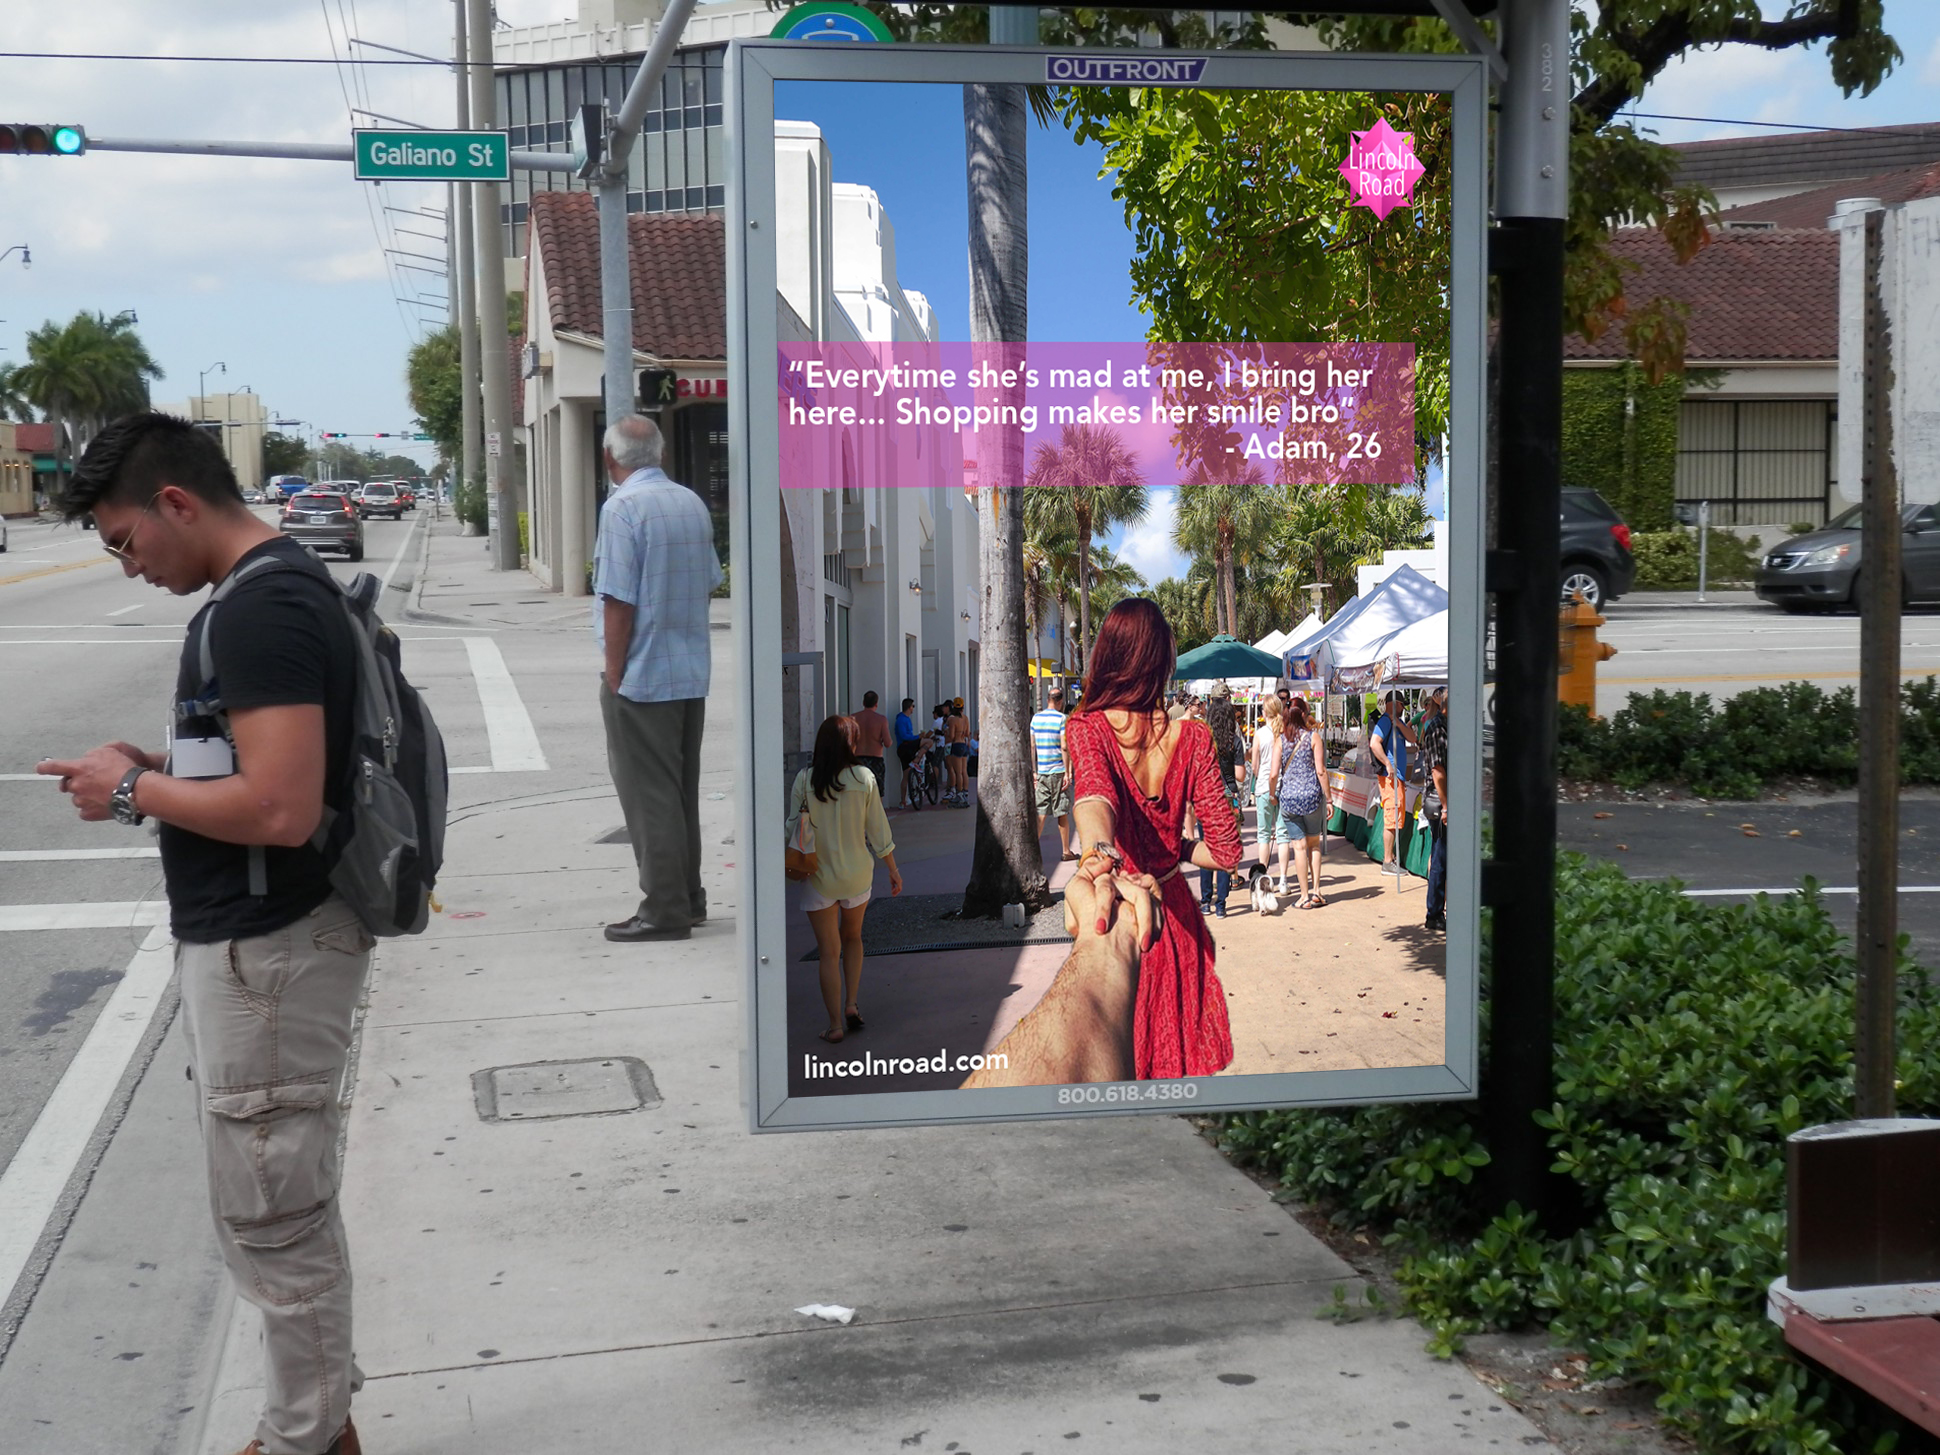 OUTFRONT
Galiano St
Lincoln
Road
382
“Everytime she’s mad at me, I bring her
here... Shopping makes her smile bro”
- Adam, 26
lincolnroad.com
800.618.4380